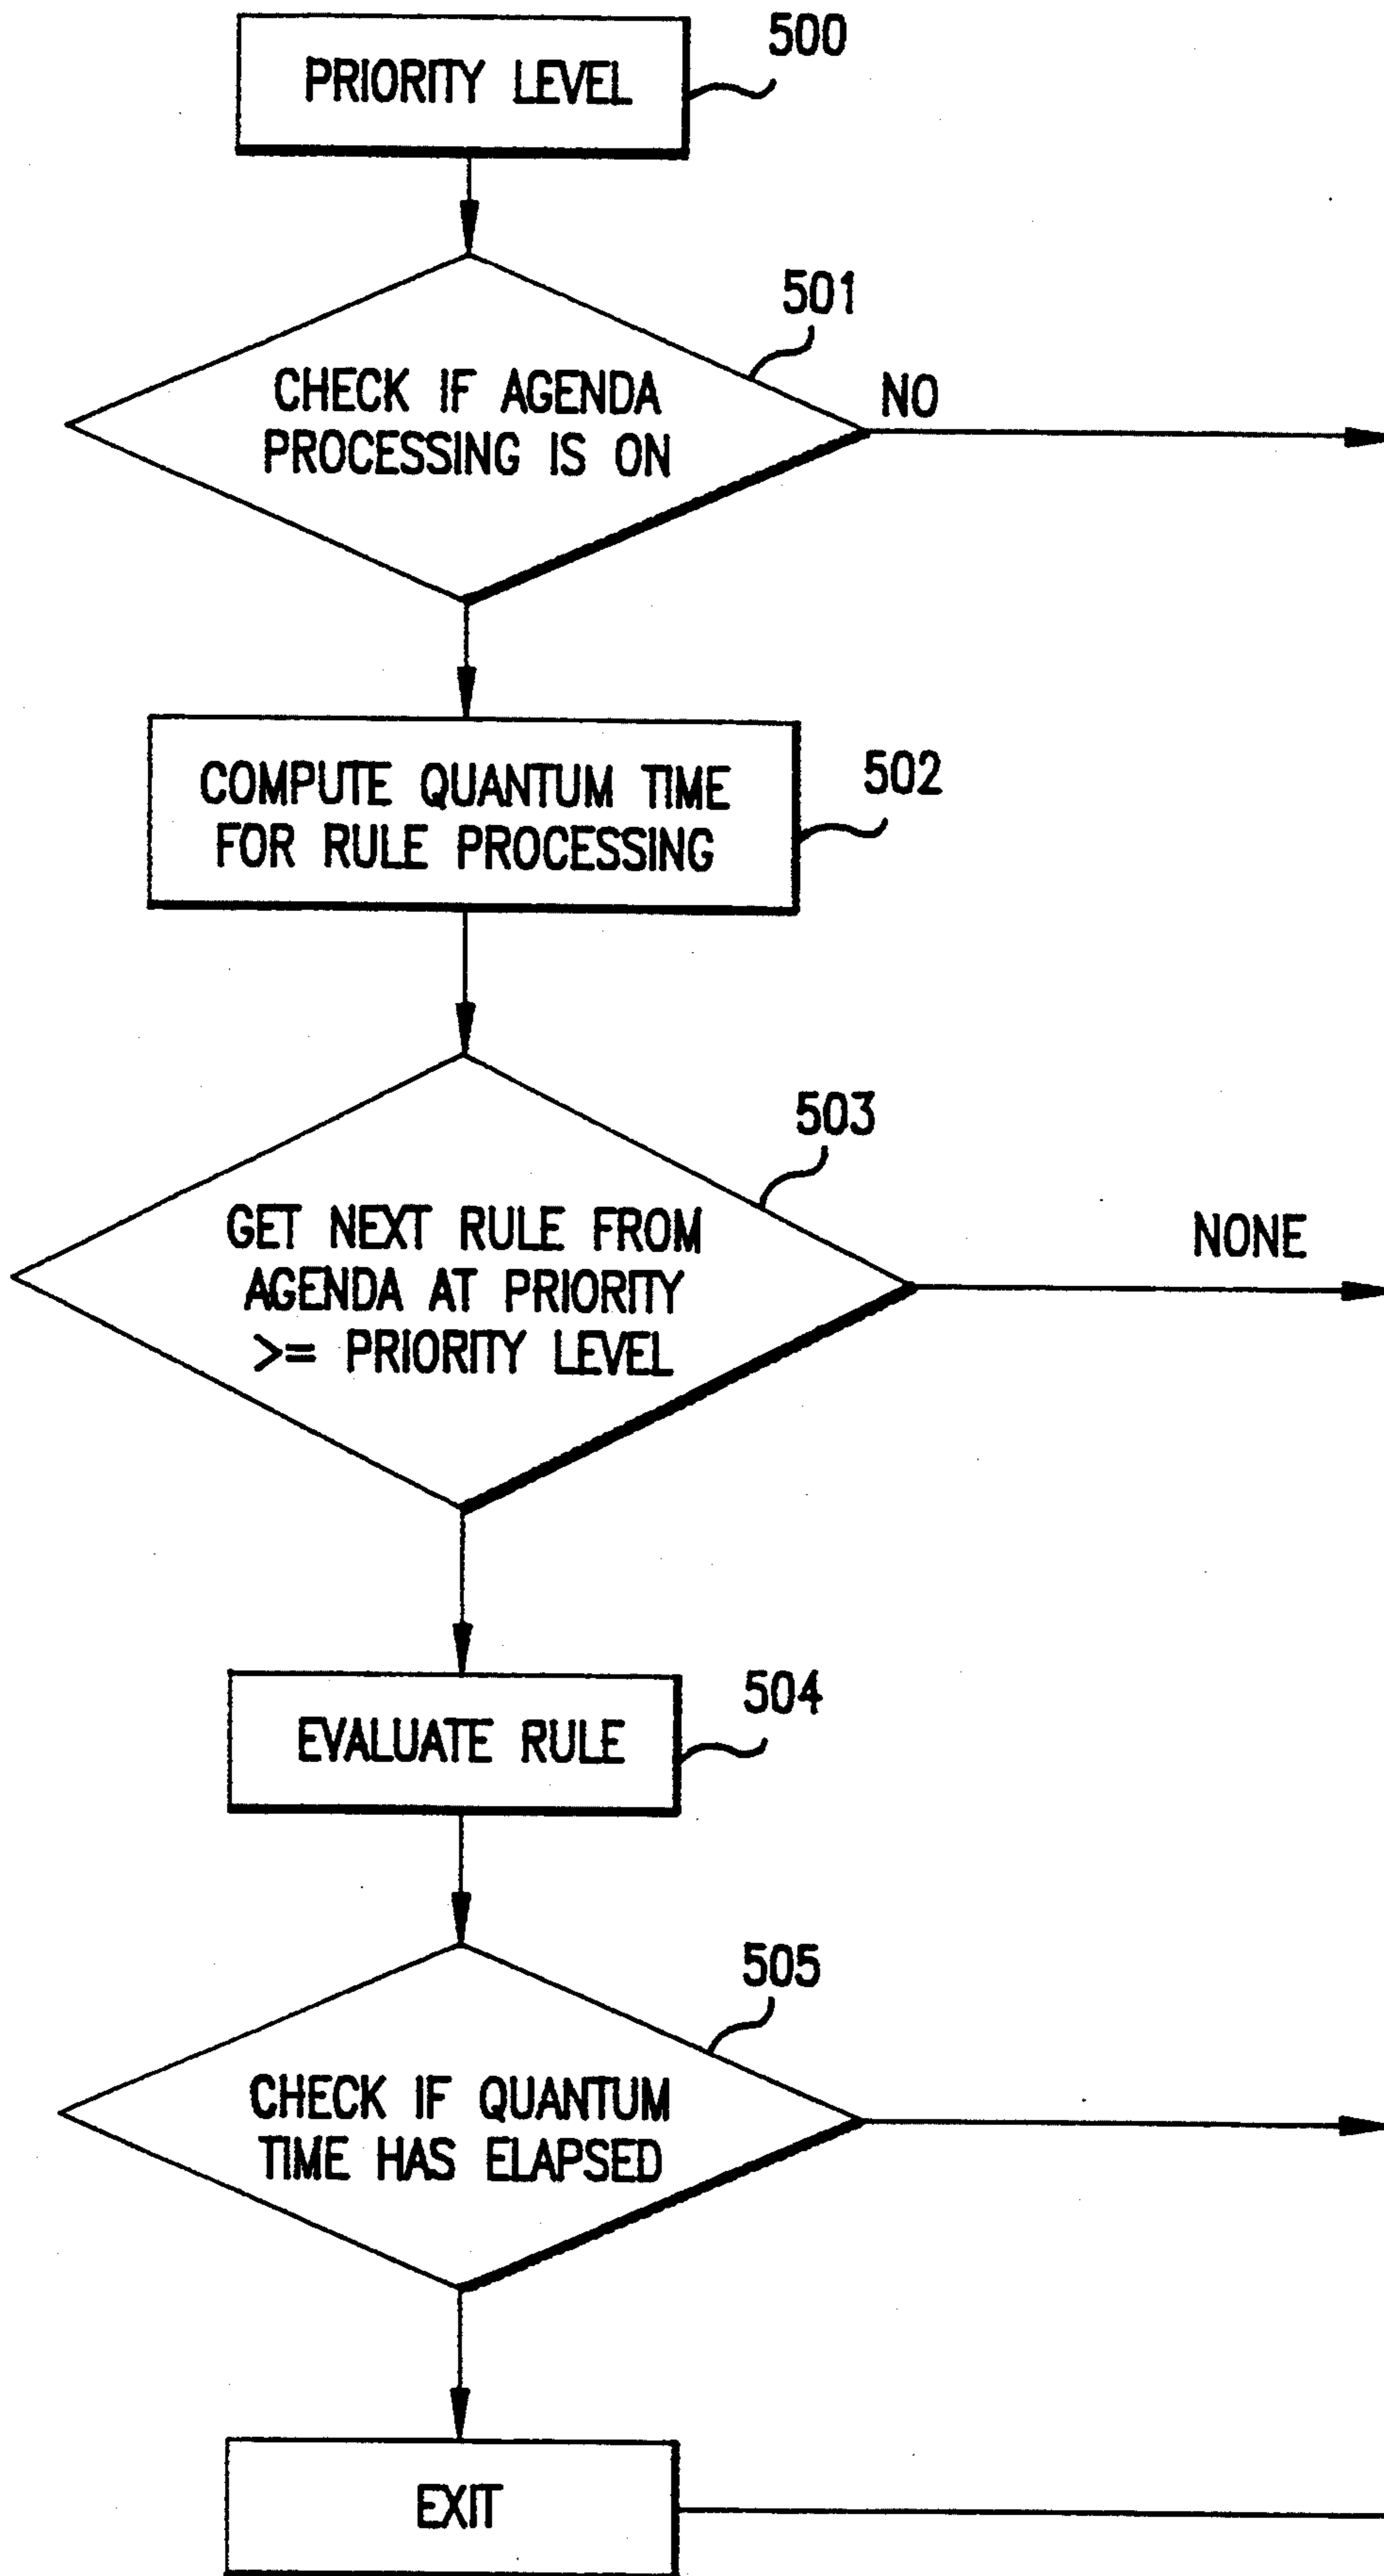 PRIORITY LEVEL
500
501
CHECK IF AGENDA
PROCESSING IS ON
NO
COMPUTE QUANTUM TIME
FOR RULE PROCESSING
502
503
GET NEXT RULE FROM
AGENDA AT PRIORITY
>= PRIORITY LEVEL
NONE
EVALUATE RULE
504
505
CHECK IF QUANTUM
TIME HAS ELAPSED
EXIT